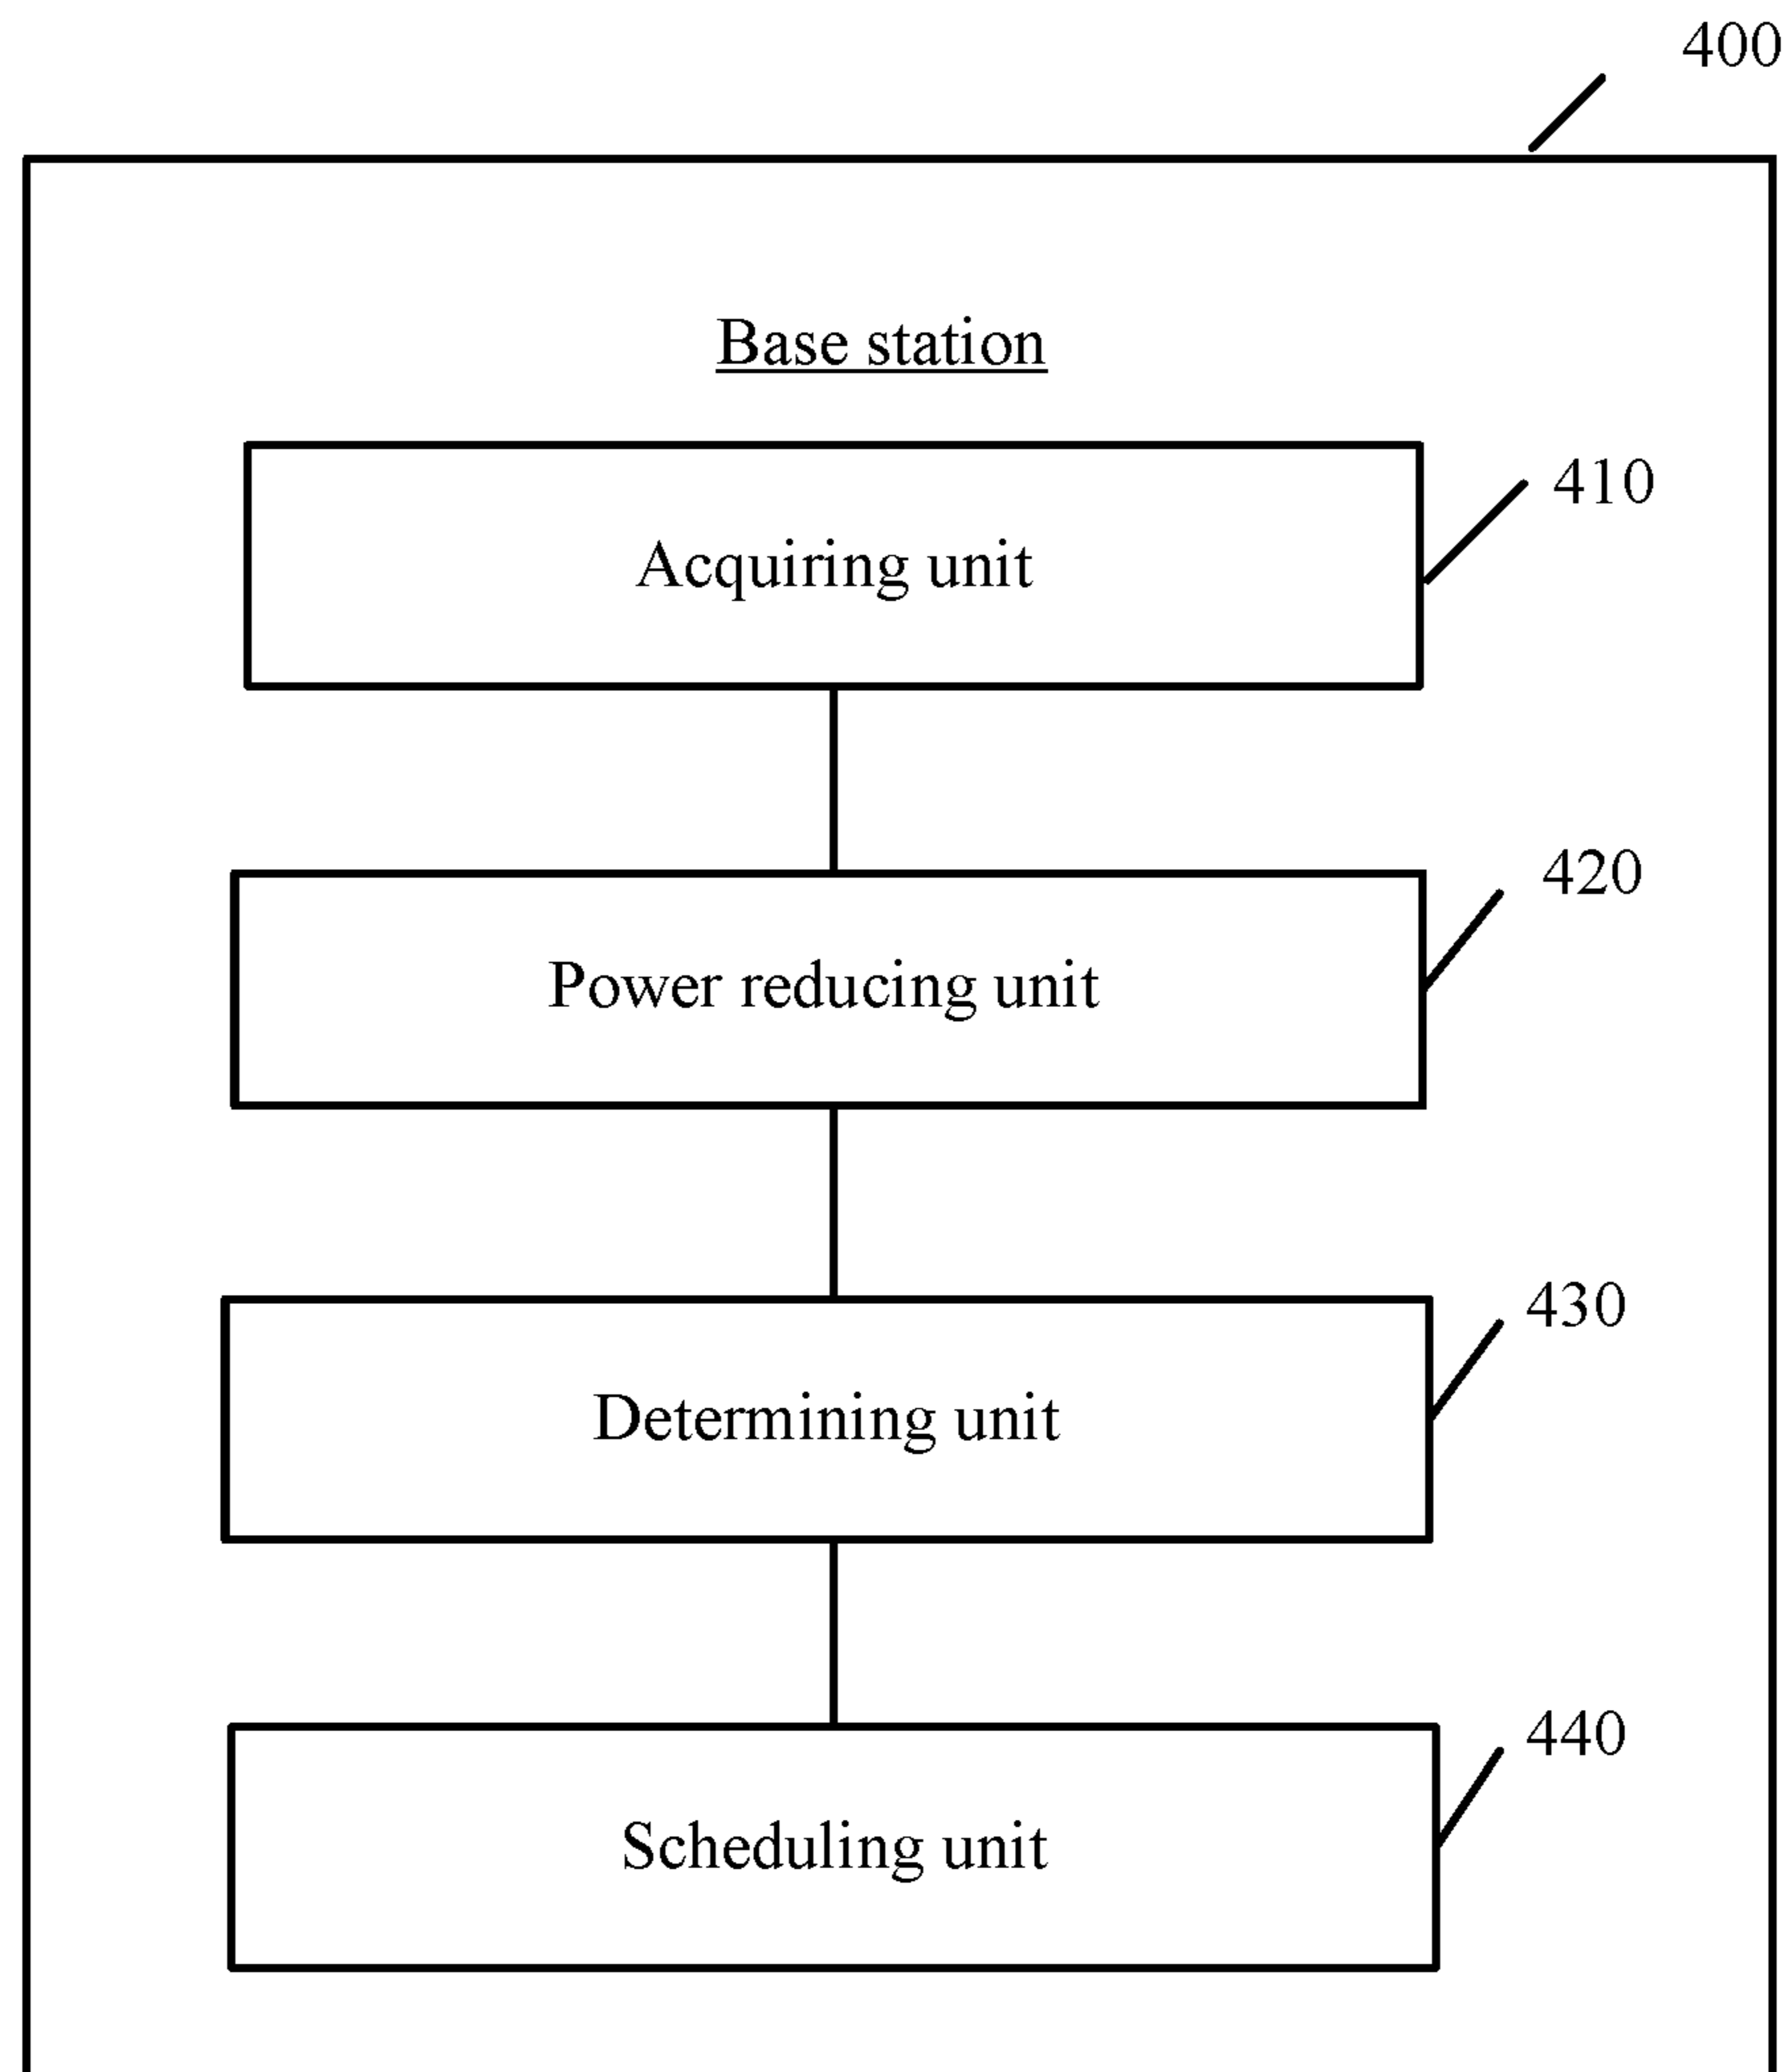 400
Base station
410
Acquiring unit
420
Power reducing unit
430
Determining unit
440
Scheduling unit